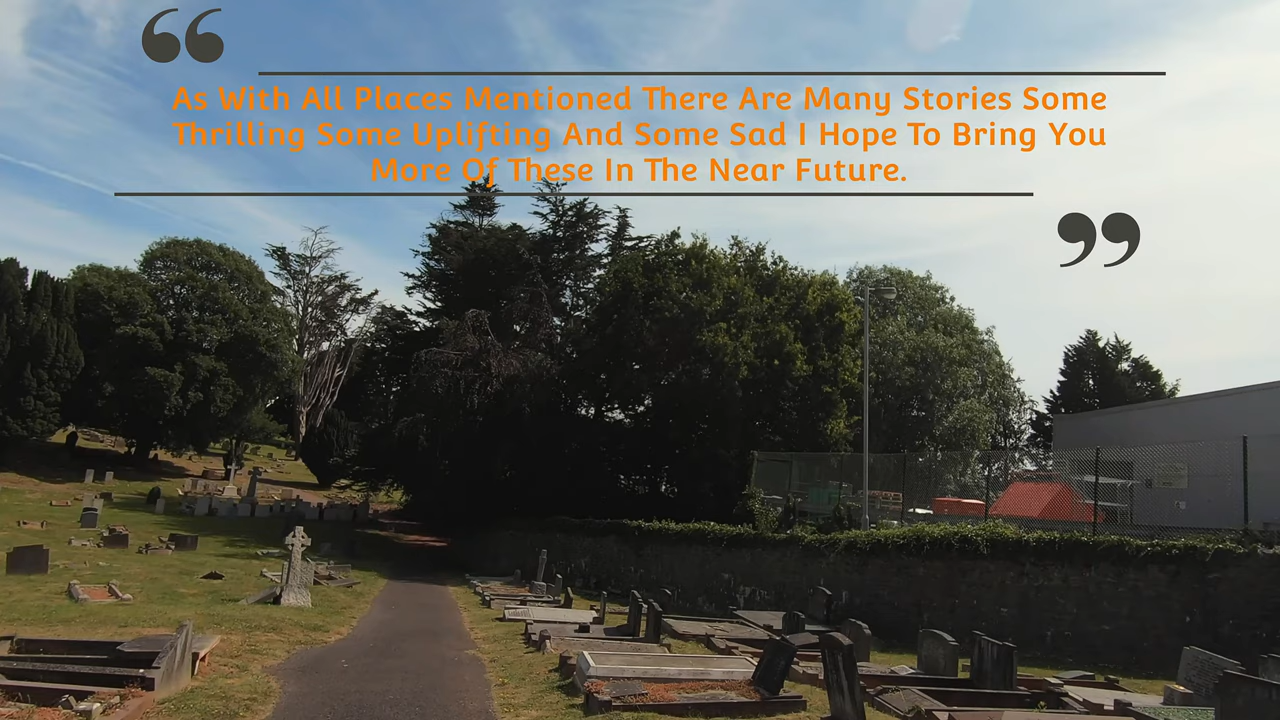 As With All Places Mentioned There Are Many Stories Some
Thrilling Some Uplifting And Some Sad I Hope To Bring You
More Of These In The Near Future.